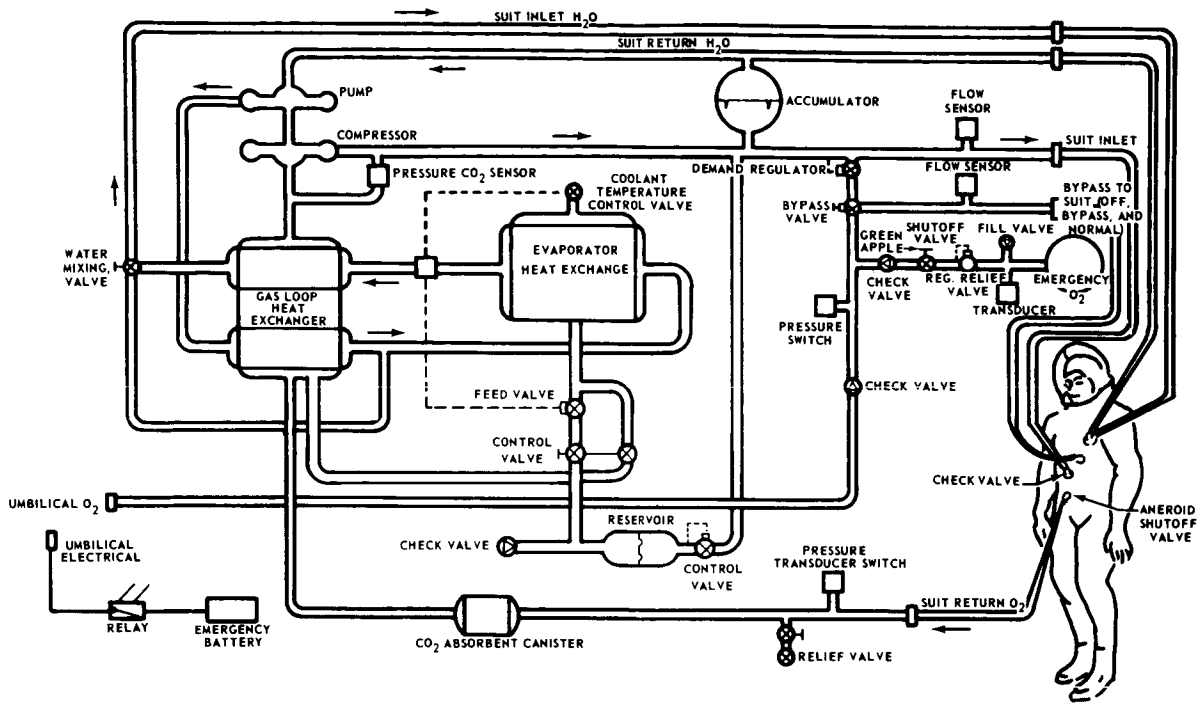 SUIT INLET H2O
SUIT RETURN H2O
PUMP
ACCUMULATOR
FLOW
SENSOR
COMPRESSOR
SUIT INLET
PRESSURE CO2 SENSOR
COOLANT
TEMPERATURE
CONTROL VALVE
DEMAND REGULATOR
FLOW SENSOR
BYPASS
VALVE
BYPASS TO
SUIT (OFF,
BYPASS, AND
NORMAL)
WATER
MIXING,
VALVE
EVAPORATOR
HEAT EXCHANGE
GREEN
APPLE
SHUTOFF
VALVE
FILL VALVE
CHECK
VALVE
REG. RELIEF
VALVE
EMERGENCY
O2
TRANSDUCER
GAS LOOP
HEAT
EXCHANGER
PRESSURE
SWITCH
FEED VALVE
CHECK VALVE
CONTROL
VALVE
CHECK VALVE
UMBILICAL O2
ANEROID
SHUTOFF
VALVE
UMBILICAL
ELECTRICAL
CHECK VALVE
RESERVOIR
CONTROL
VALVE
PRESSURE
TRANSDUCER SWITCH
RELAY
EMERGENCY
BATTERY
CO2 ABSORBENT CANISTER
SUIT RETURN O2
RELIEF VALVE